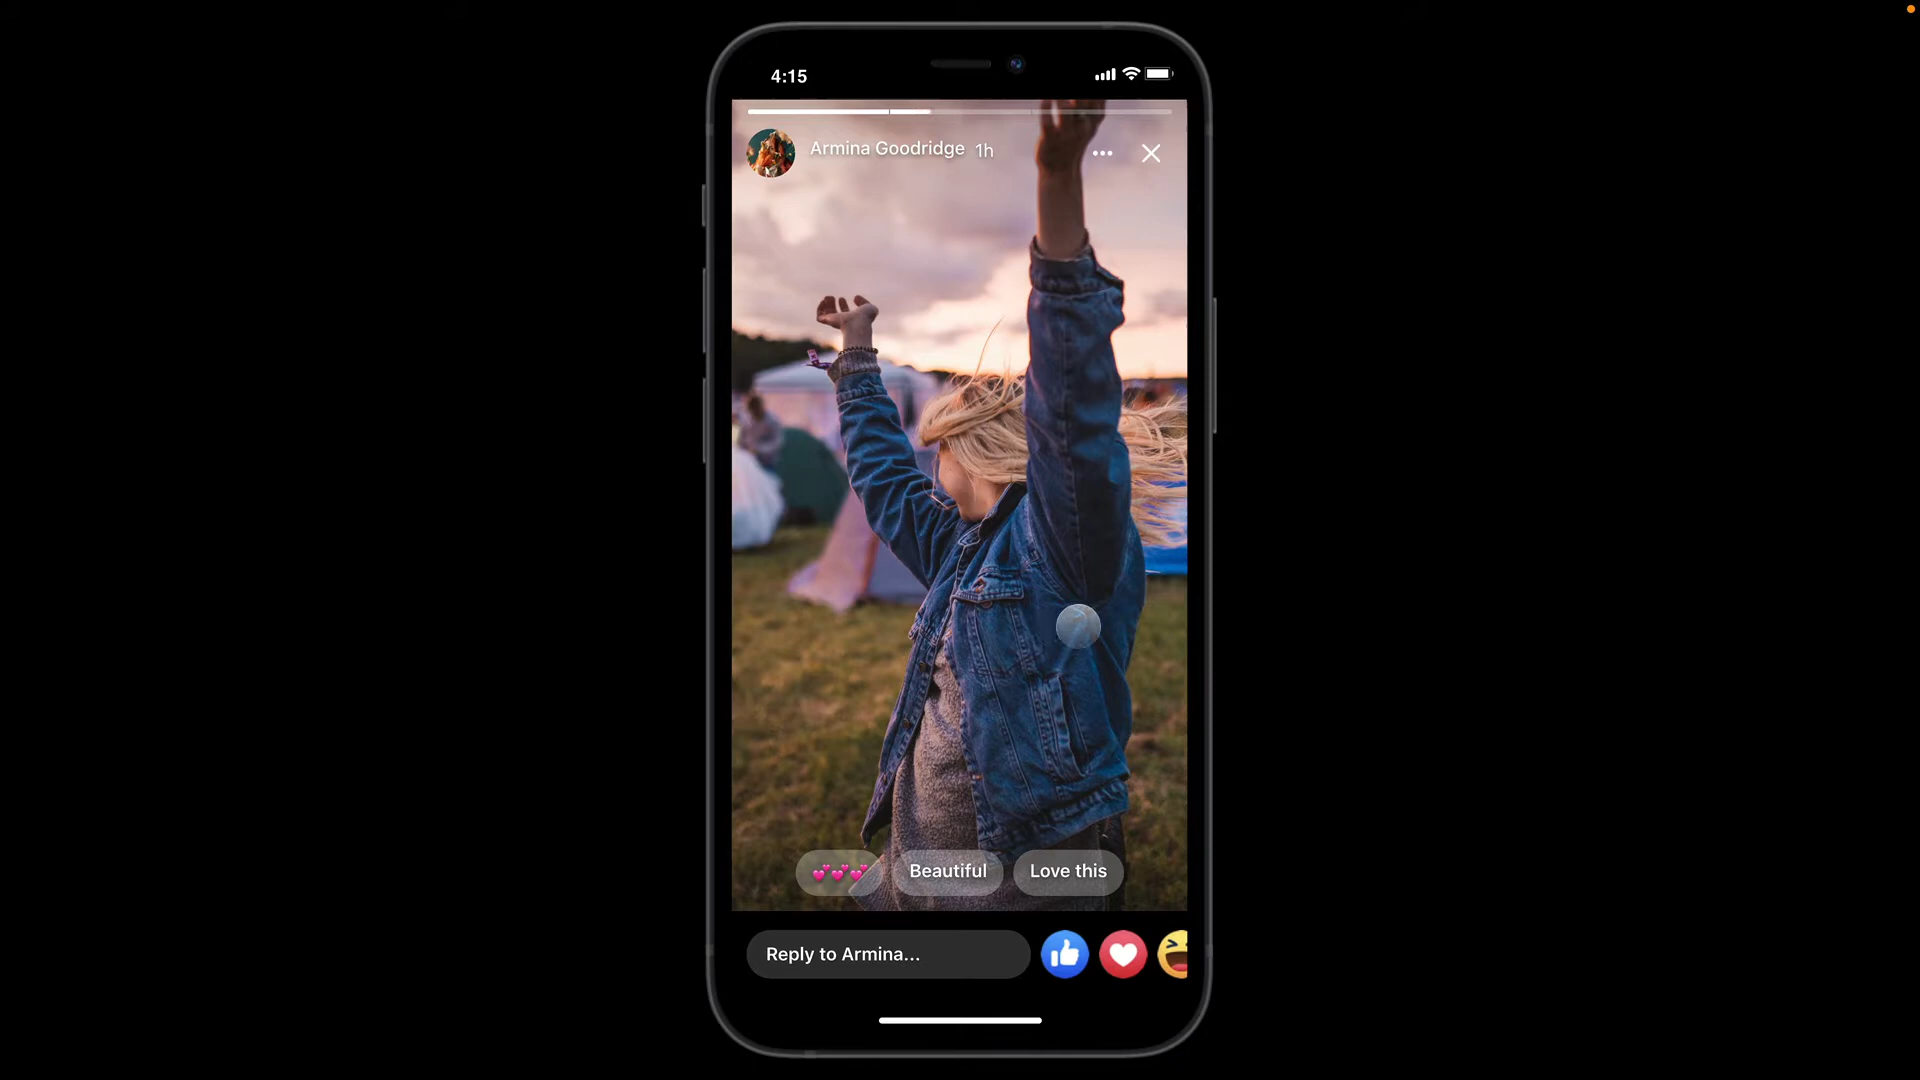 4:15
Armina Goodridge 1h
💕💕💕 Beautiful Love this
Reply to Armina...